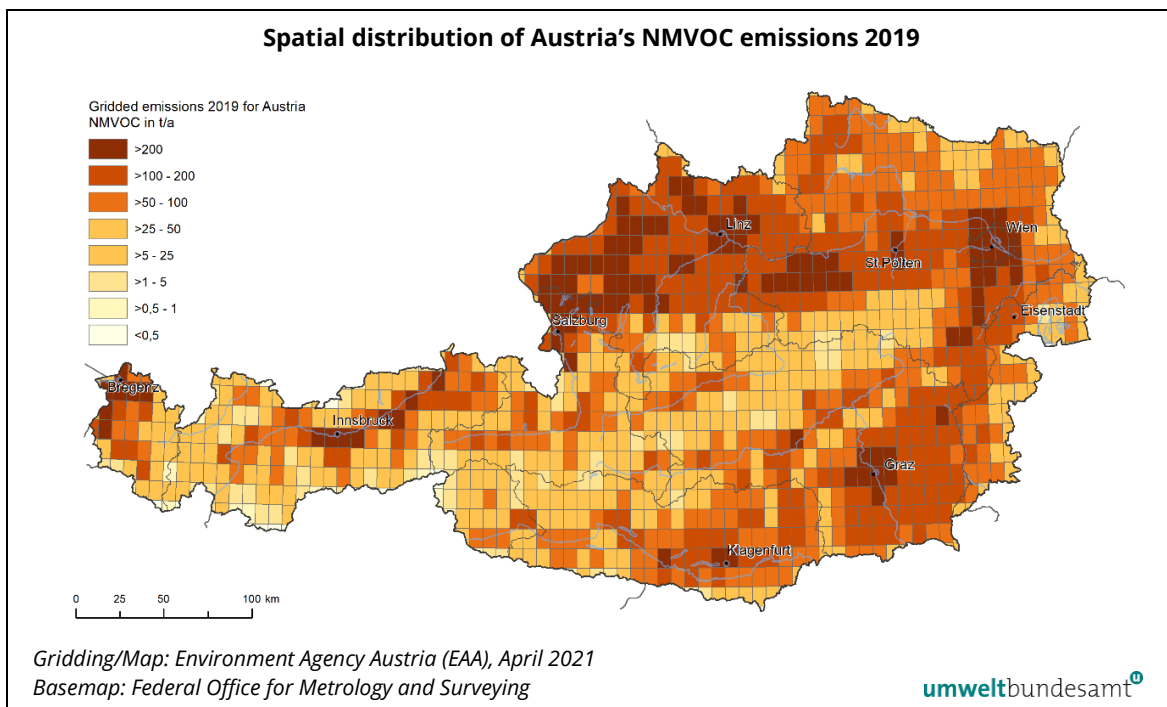 Spatial distribution of Austria’s NMVOC emissions 2019
Gridded emissions 2019 for Austria
NMVOC in t/a
>200
>100 - 200
>50 - 100
>25 - 50
>5 - 25
>1 - 5
>0,5 - 1
<0,5
Linz
Wien
St.Pölten
Eisenstadt
Salzburg
Bregenz
Innsbruck
Graz
Klagenfurt
0 25 50 100 km
Gridding/Map: Environment Agency Austria (EAA), April 2021
Basemap: Federal Office for Metrology and Surveying
umweltbundesamt u